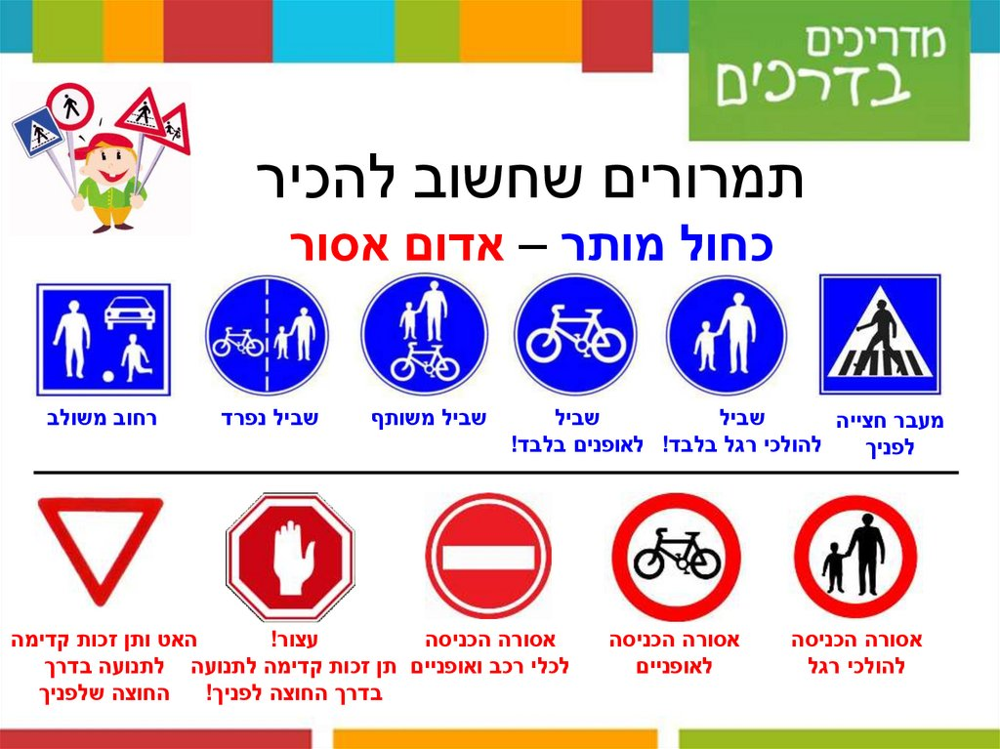 מדריכים
בדרכים
תמרורים שחשוב להכיר
כחול מותר – אדום אסור
מעבר חצייה
לפניך
שביל
להולכי רגל בלבד!
שביל
לאופנים בלבד!
שביל משותף
שביל נפרד
רחוב משולב
אסורה הכניסה
להולכי רגל
אסורה הכניסה
לאופניים
אסורה הכניסה
לכלי רכב ואופניים
עצור!
תן זכות קדימה לתנועה
בדרך החוצה לפניך!
האט ותן זכות קדימה
לתנועה בדרך
החוצה שלפניך